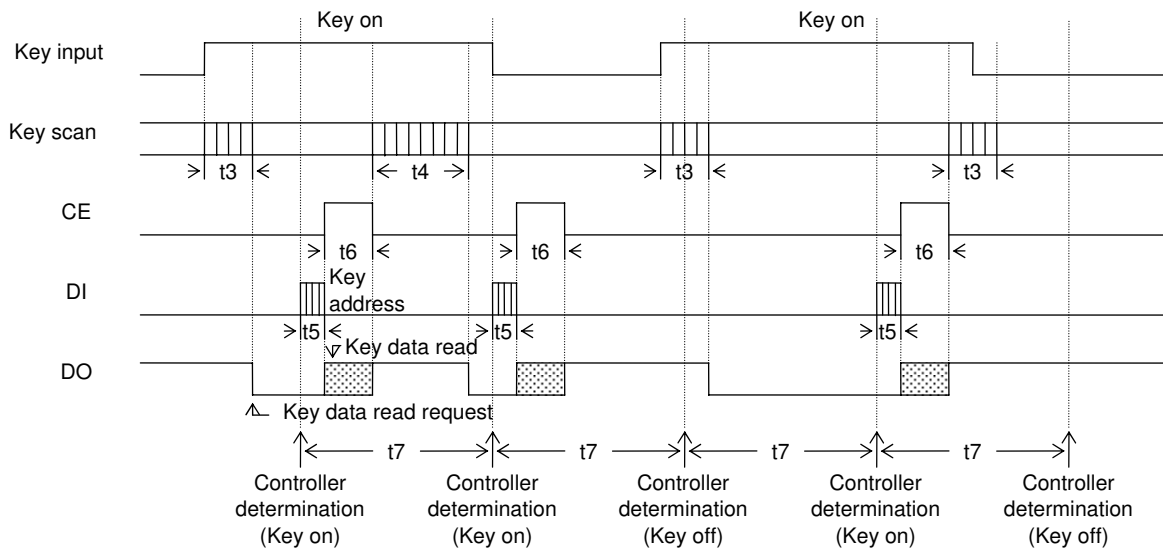 Key on
Key on
Key input
Key scan
t3
t4
t3
t3
CE
t6
t6
t6
DI
Key
address
t5
t5
t5
Key data read
DO
Key data read request
t7
t7
t7
t7
Controller
determination
(Key on)
Controller
determination
(Key on)
Controller
determination
(Key off)
Controller
determination
(Key on)
Controller
determination
(Key off)